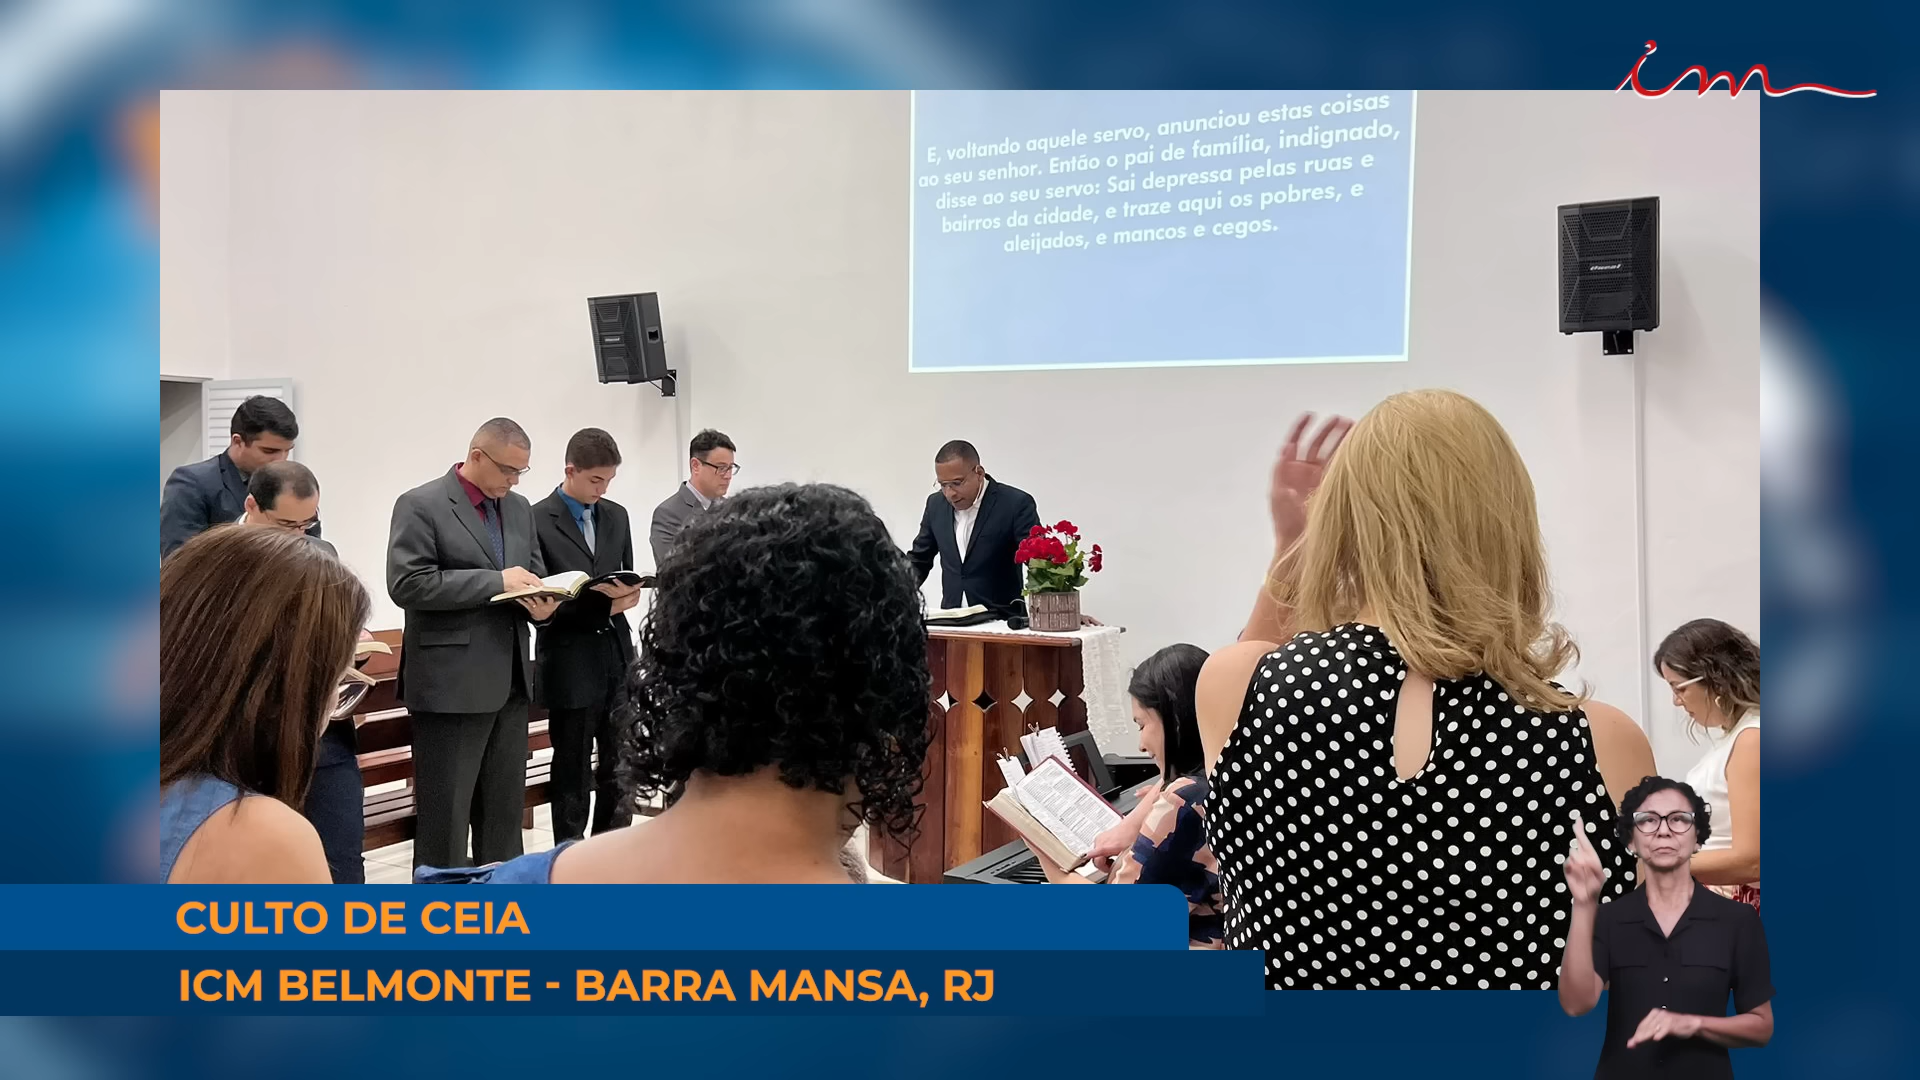 im
E, voltando aquele servo, anunciou estas coisas
ao seu senhor. Então o pai de família, indignado,
disse ao seu servo: Sai depressa pelas ruas e
bairros da cidade, e traze aqui os pobres, e
aleijados, e mancos e cegos.
CULTO DE CEIA
ICM BELMONTE - BARRA MANSA, RJ